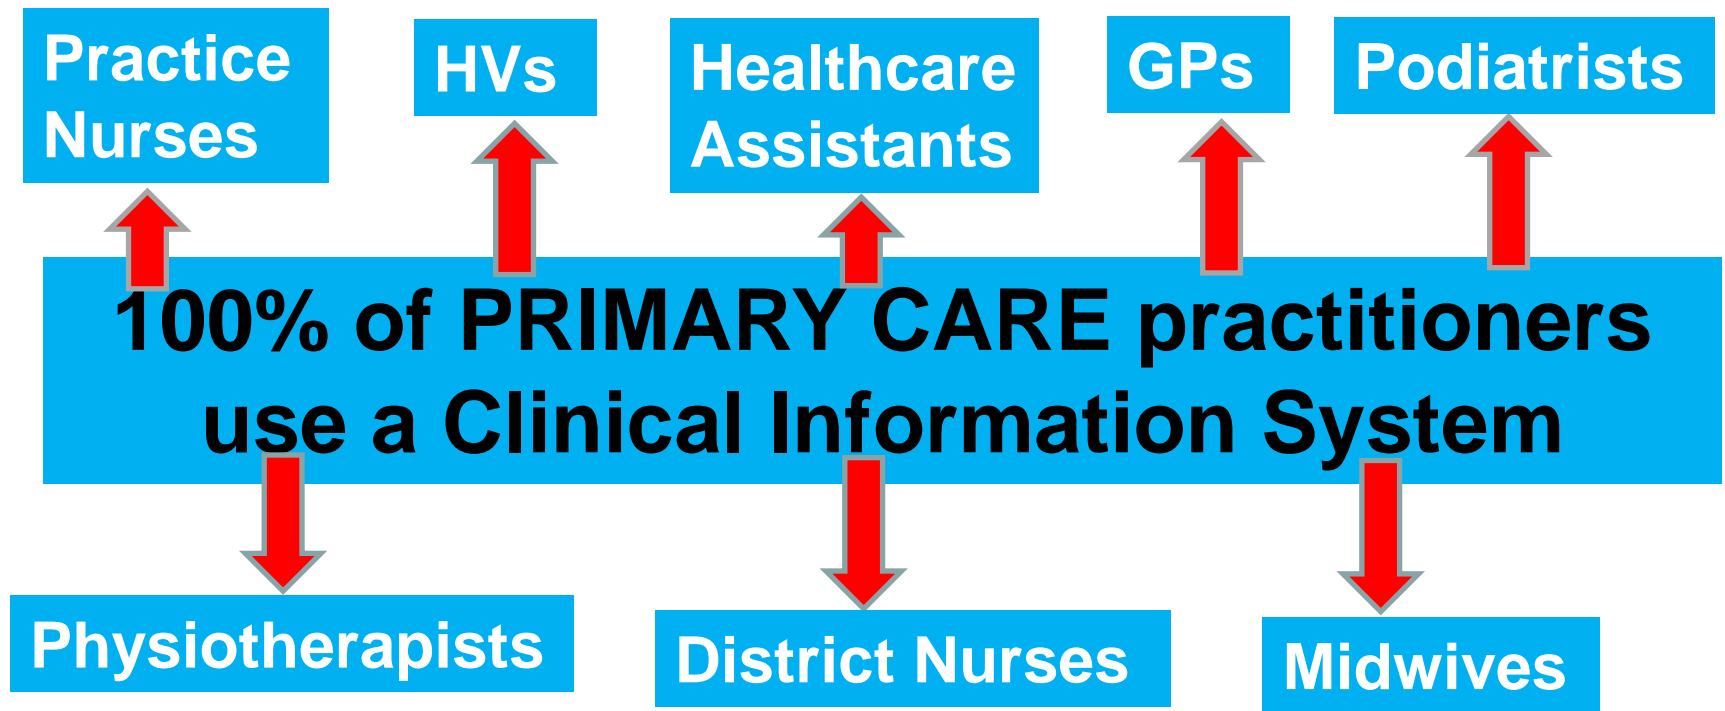 Practice
Nurses
HVs
Healthcare
Assistants
GPs
Podiatrists
100% of PRIMARY CARE practitioners
use a Clinical Information System
Physiotherapists
District Nurses
Midwives